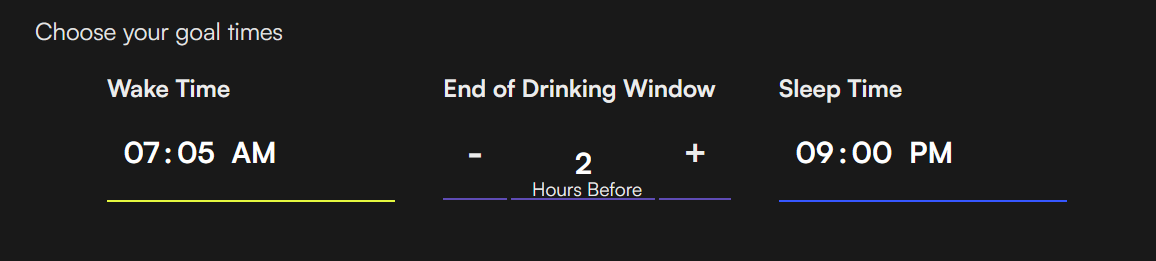 Choose your goal times
Wake Time
07:05 AM
End of Drinking Window
- 2 +
Hours Before
Sleep Time
09:00 PM